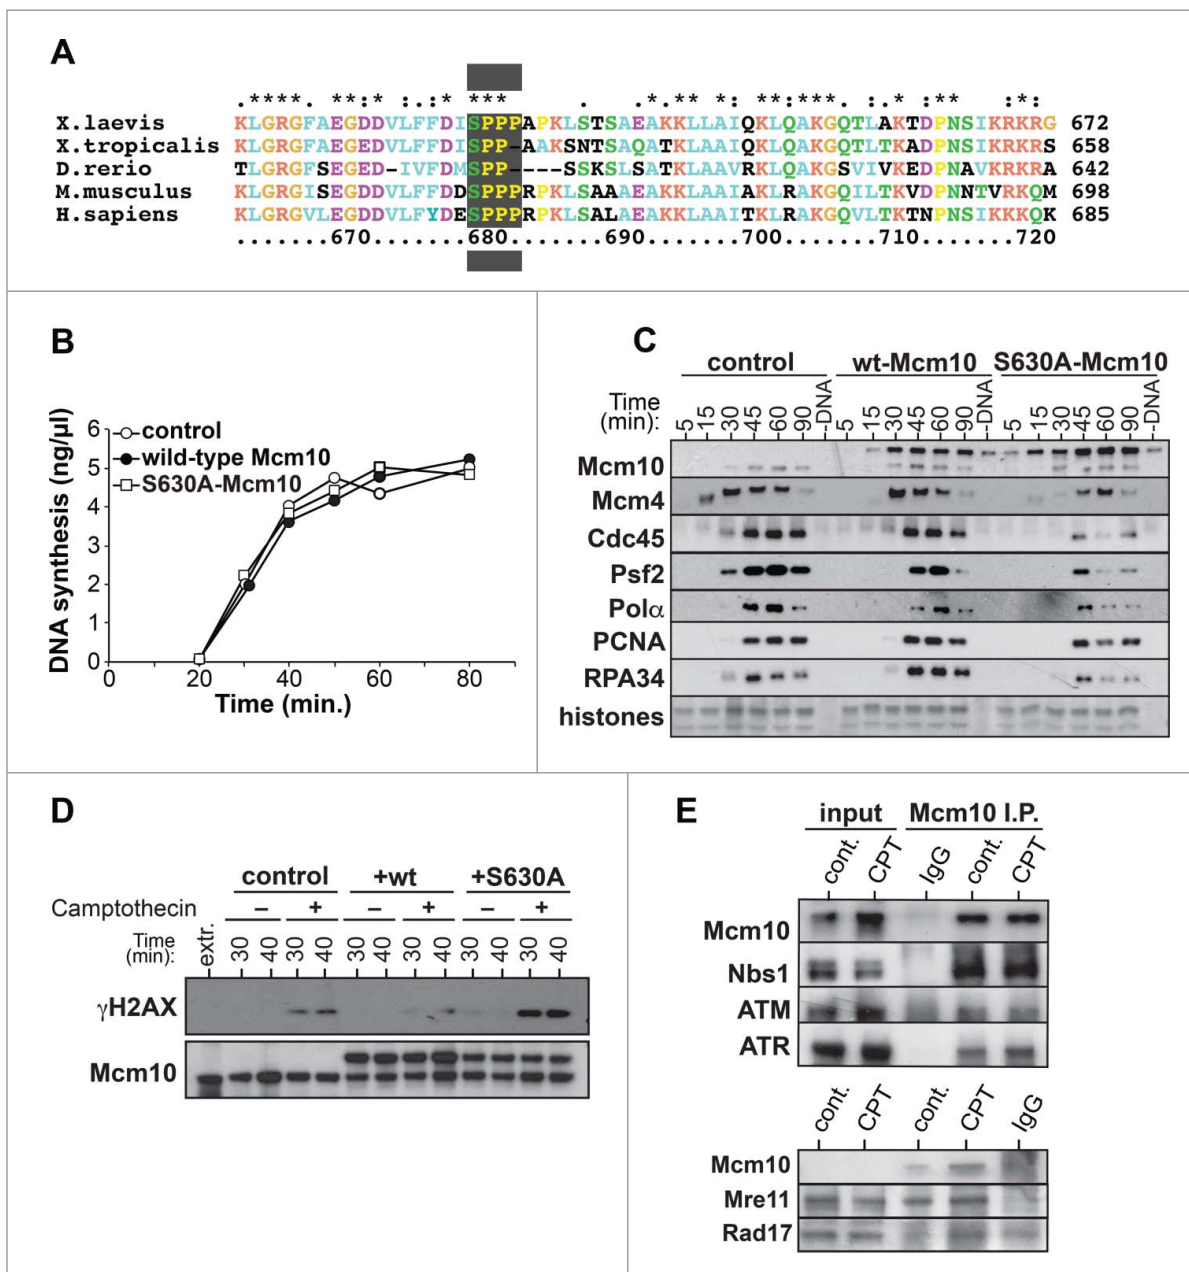 A
.****. **:* :.:* *** . .*.** *: **:***. :.* :*. :*:
X.laevis KLGRGFAEGDDVLFFDISPPPAPKLSTSAEAKKLLAIQKLQAKGQTLAKTDPNSIKRKRG 672
X.tropicalis KLGRGFAEGDDVLFFDISPP-AAKSNTSAQATKLAAIQKLQAKGQTLTKADPNSIKRKRS 658
D.rerio TLGRGFSEGED-IVFDMSPP----SSKSLSATKLAAVRKLQAKGSVIVKADPNAVKRKRA 642
M.musculus KLGRGISEGDDVLFFDDSPPPRPKLSAAAEAKKLAAIAKLRAKGQTLTKVDPNNTVRKQM 698
H.sapiens KLGRGVLEGDDVLFYDESPPPRPKLSALAEAKKLAAITKLRAKGQVLTKTNPNSIKKKQK 685
.......670.......680.......690.......700.......710.......720
B
DNA synthesis (ng/µl)
6
5
4
3
2
1
0
control
wild-type Mcm10
S630A-Mcm10
0 20 40 60 80
Time (min.)
C
control wt-Mcm10 S630A-Mcm10
Time (min): 5 15 30 45 60 90 -DNA 5 15 30 45 60 90 -DNA 5 15 30 45 60 90 -DNA
Mcm10
Mcm4
Cdc45
Psf2
Polα
PCNA
RPA34
histones
D
control +wt +S630A
Camptothecin – + – + – +
Time (min): extr. 30 40 30 40 30 40 30 40 30 40 30 40
γH2AX
Mcm10
E
input Mcm10 I.P.
cont. CPT IgG cont. CPT
Mcm10
Nbs1
ATM
ATR
cont. CPT cont. CPT IgG
Mcm10
Mre11
Rad17